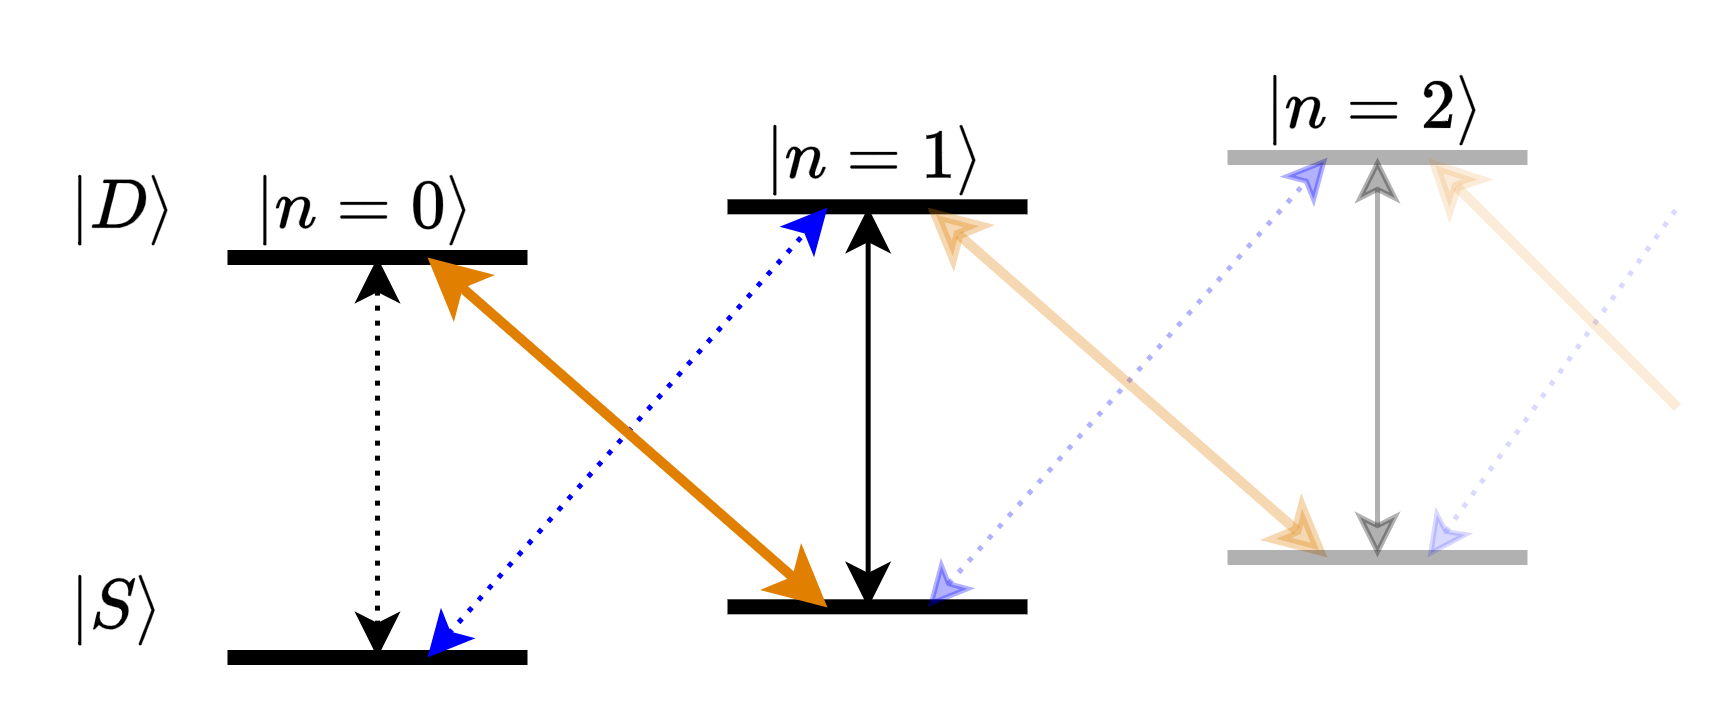 |n = 2⟩
|n = 1⟩
|D⟩ |n = 0⟩
|S⟩